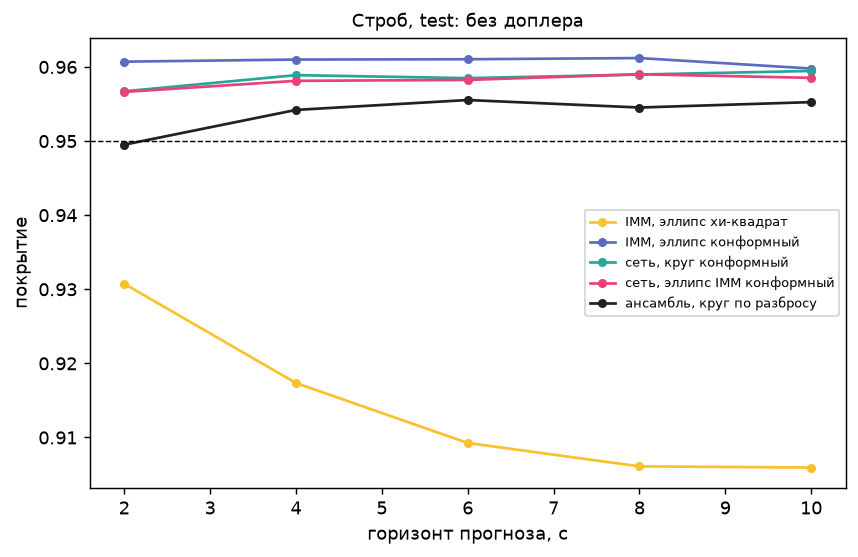 Строб, test: без доплера
покрытие
0.96
0.95
0.94
0.93
0.92
0.91
IMM, эллипс хи-квадрат
IMM, эллипс конформный
сеть, круг конформный
сеть, эллипс IMM конформный
ансамбль, круг по разбросу
2 3 4 5 6 7 8 9 10
горизонт прогноза, с